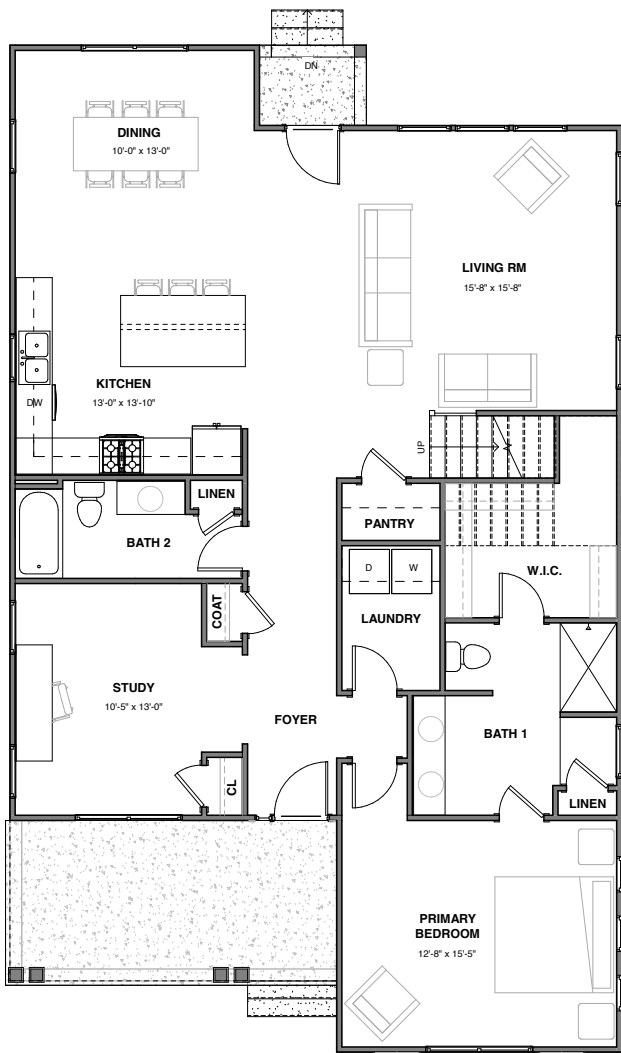 DN
DINING
10'-0" x 13'-0"
LIVING RM
15'-8" x 15'-8"
KITCHEN
13'-0" x 13'-10"
DW
UP
LINEN
PANTRY
BATH 2
D
W
W.I.C.
COAT
LAUNDRY
STUDY
10'-5" x 13'-0"
FOYER
BATH 1
CL
LINEN
PRIMARY
BEDROOM
12'-8" x 15'-5"